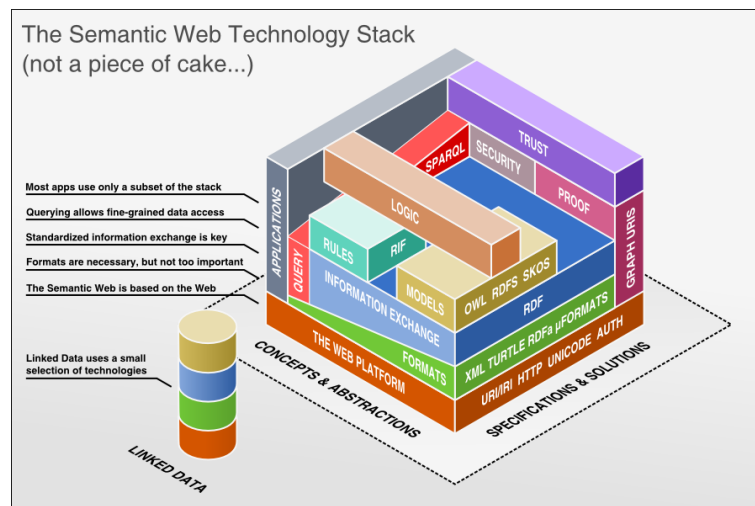 The Semantic Web Technology Stack
(not a piece of cake...)
Most apps use only a subset of the stack
Querying allows fine-grained data access
Standardized information exchange is key
Formats are necessary, but not too important
The Semantic Web is based on the Web
Linked Data uses a small
selection of technologies
LINKED DATA
APPLICATIONS
TRUST
SPARQL
SECURITY
PROOF
LOGIC
GRAPH URIS
RULES
RIF
QUERY
MODELS
OWL RDFS SKOS
INFORMATION EXCHANGE
RDF
FORMATS
XML TURTLE RDFa µFORMATS
THE WEB PLATFORM
URI/IRI HTTP UNICODE AUTH
CONCEPTS & ABSTRACTIONS
SPECIFICATIONS & SOLUTIONS